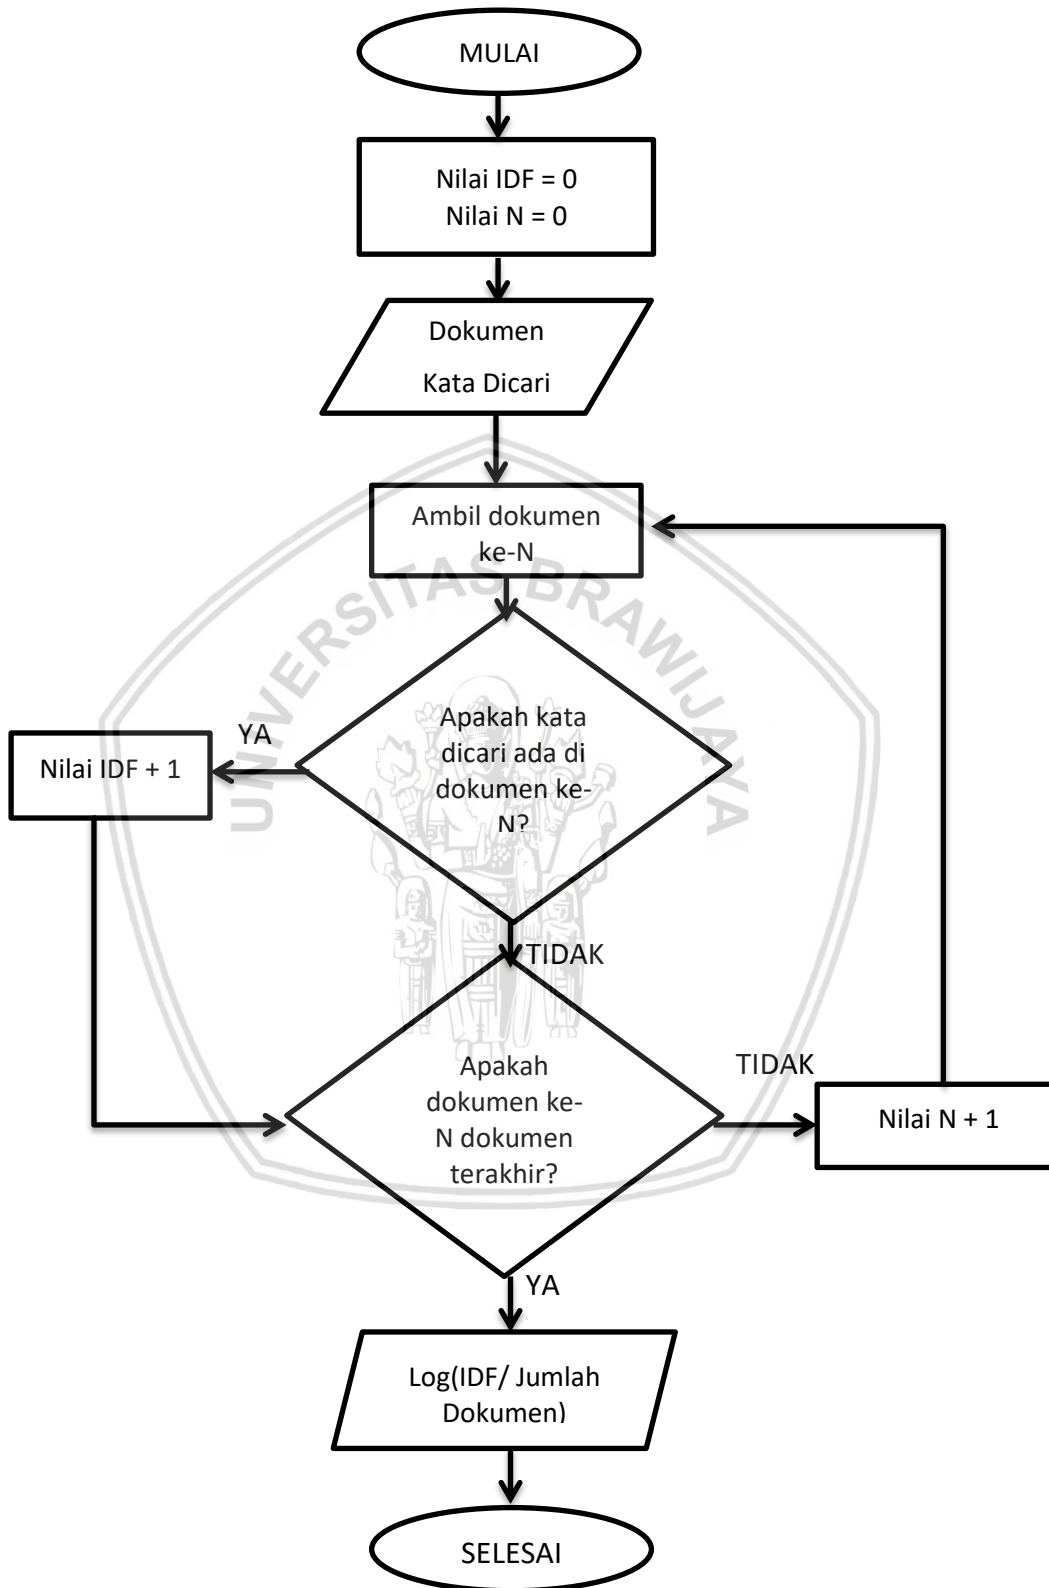 MULAI
Nilai IDF = 0
Nilai N = 0
Dokumen
Kata Dicari
Ambil dokumen
ke-N
UNIVERSITAS BRAWIJAYA
Apakah kata
dicari ada di
dokumen ke-
N?
YA
Nilai IDF + 1
TIDAK
Apakah
dokumen ke-
N dokumen
terakhir?
TIDAK
Nilai N + 1
YA
Log(IDF/ Jumlah
Dokumen)
SELESAI